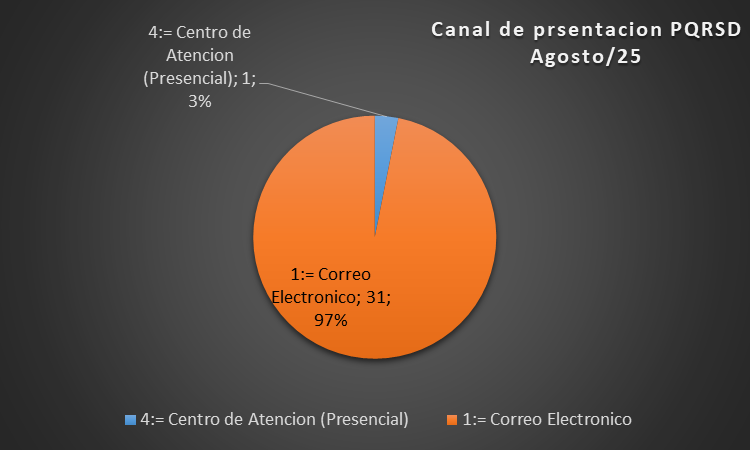 Canal de prsentacion PQRSD
Agosto/25
4:= Centro de
Atencion
(Presencial); 1;
3%
1:= Correo
Electronico; 31;
97%
4:= Centro de Atencion (Presencial)
1:= Correo Electronico